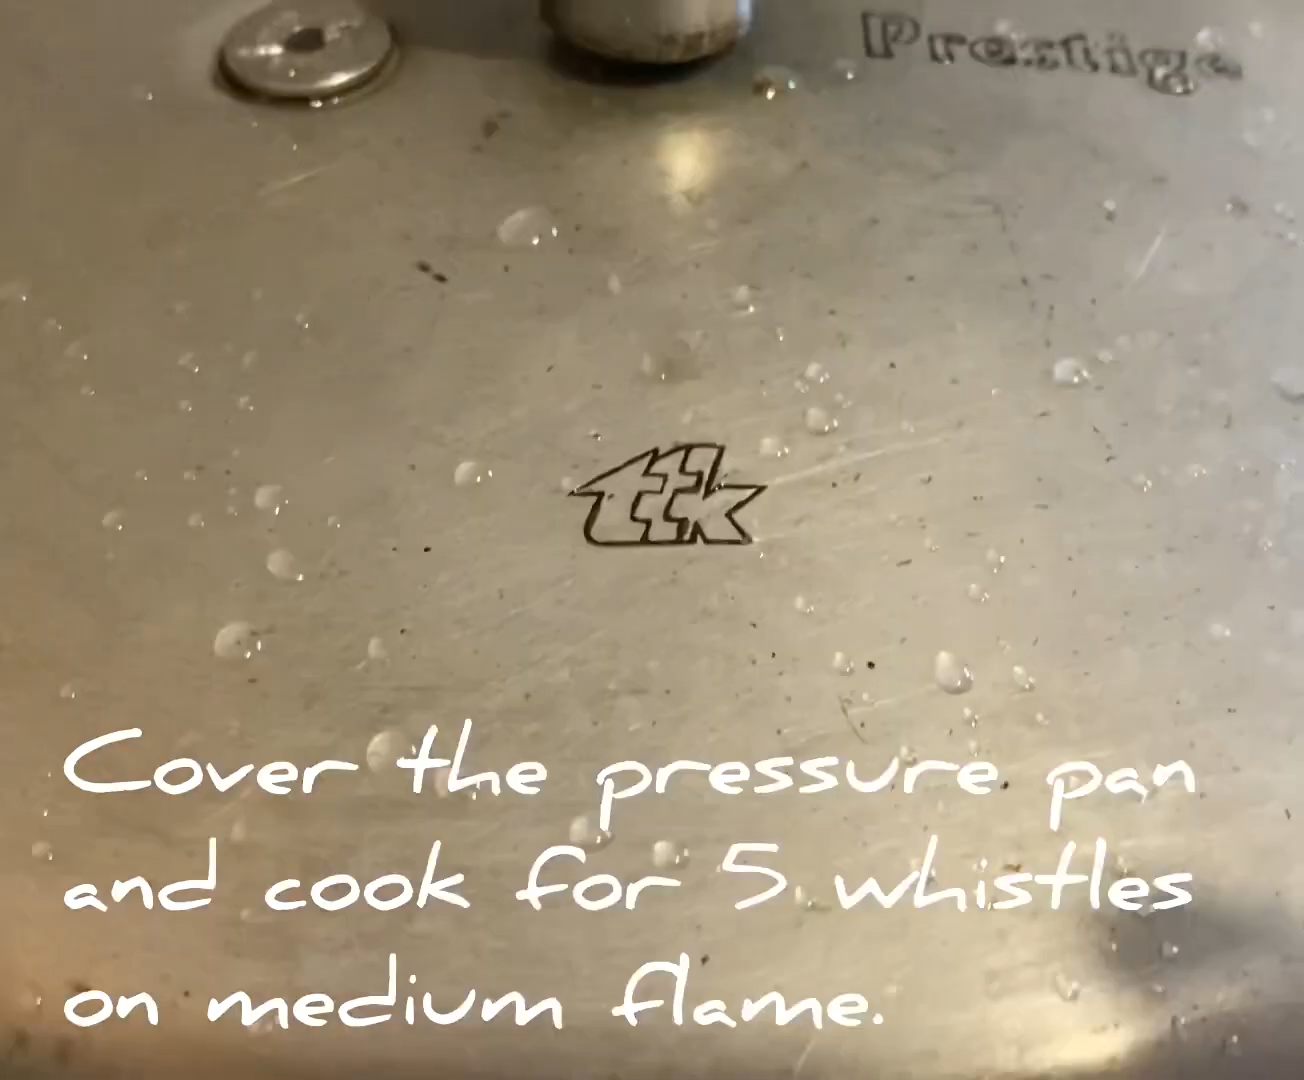 Prestige
ttk
Cover the pressure pan
and cook for 5 whistles
on medium flame.